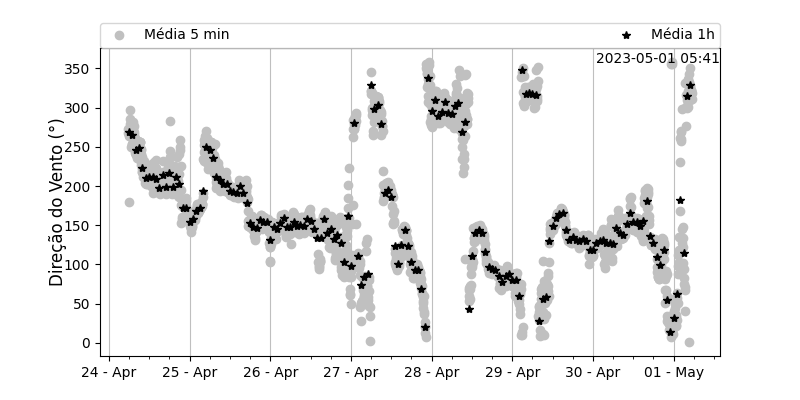 Média 5 min
Média 1h
2023-05-01 05:41
Direção do Vento (°)
350
300
250
200
150
100
50
0
24 - Apr
25 - Apr
26 - Apr
27 - Apr
28 - Apr
29 - Apr
30 - Apr
01 - May